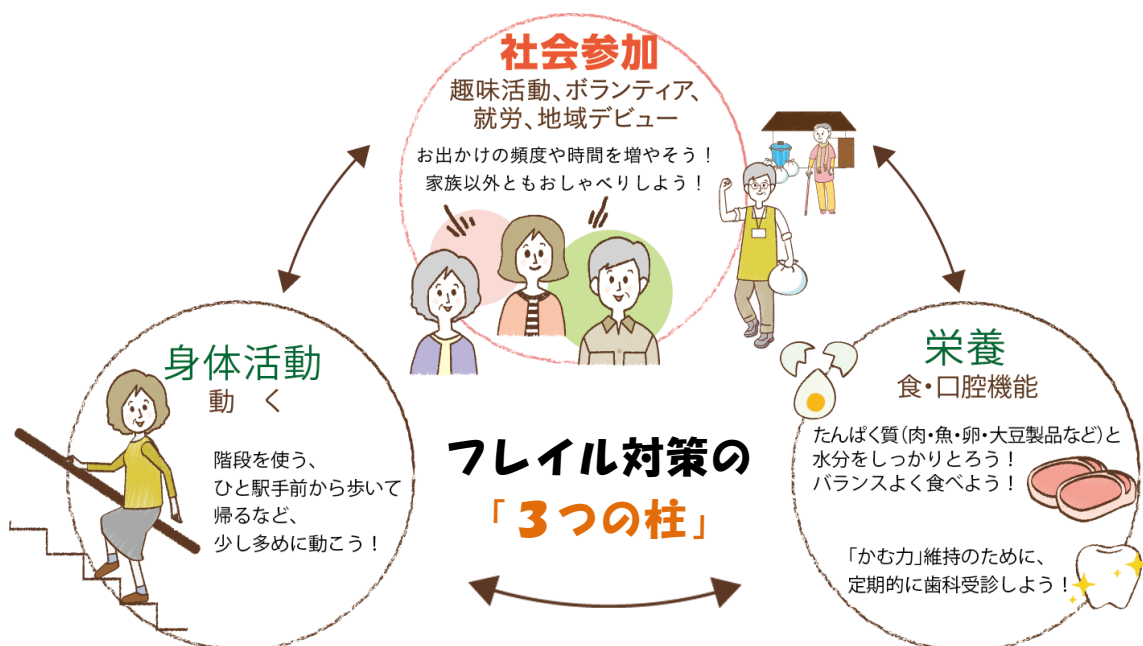 社会参加
趣味活動、ボランティア、
就労、地域デビュー
お出かけの頻度や時間を増やそう！
家族以外ともおしゃべりしよう！
身体活動
動　く
階段を使う、
ひと駅手前から歩いて
帰るなど、
少し多めに動こう！
フレイル対策の
「３つの柱」
栄養
食・口腔機能
たんぱく質（肉・魚・卵・大豆製品など）と
水分をしっかりとろう！
バランスよく食べよう！
「かむ力」維持のために、
定期的に歯科受診しよう！